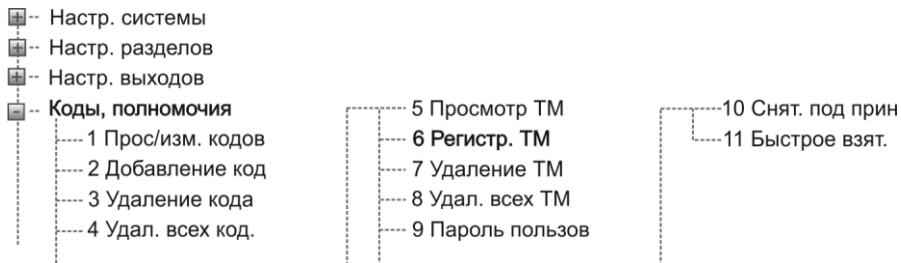 Настр. системы
Настр. разделов
Настр. выходов
Коды, полномочия
1 Прос/изм. кодов
2 Добавление код
3 Удаление кода
4 Удал. всех код.
5 Просмотр ТМ
6 Регистр. ТМ
7 Удаление ТМ
8 Удал. всех ТМ
9 Пароль пользов
10 Снят. под прин
11 Быстрое взят.